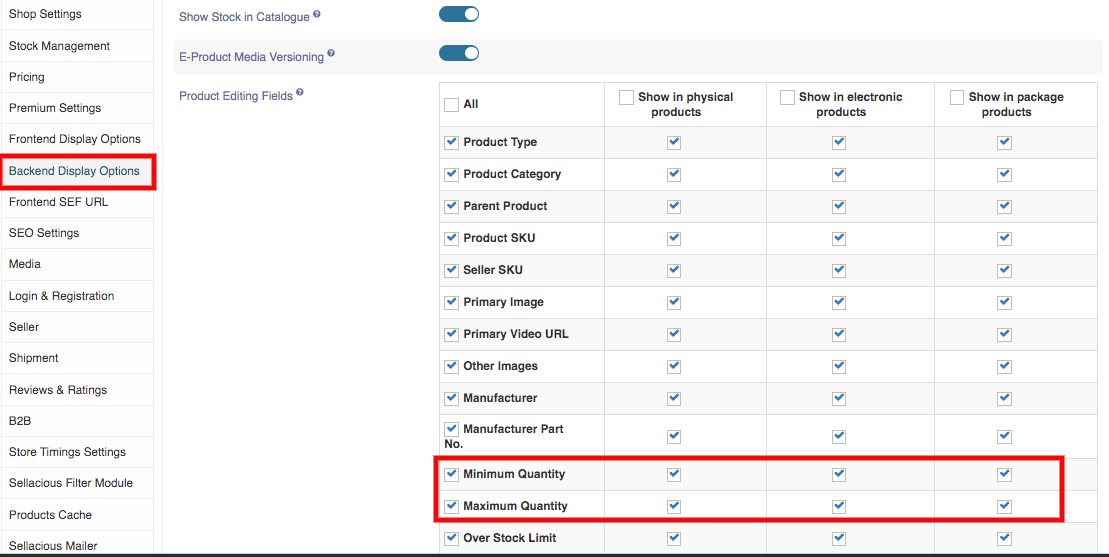 Shop Settings
Stock Management
Pricing
Premium Settings
Frontend Display Options
Backend Display Options
Frontend SEF URL
SEO Settings
Media
Login & Registration
Seller
Shipment
Reviews & Ratings
B2B
Store Timings Settings
Sellacious Filter Module
Products Cache
Sellacious Mailer
Show Stock in Catalogue ?
E-Product Media Versioning ?
Product Editing Fields ?
All
Show in physical
products
Show in electronic
products
Show in package
products
Product Type
Product Category
Parent Product
Product SKU
Seller SKU
Primary Image
Primary Video URL
Other Images
Manufacturer
Manufacturer Part
No.
Minimum Quantity
Maximum Quantity
Over Stock Limit